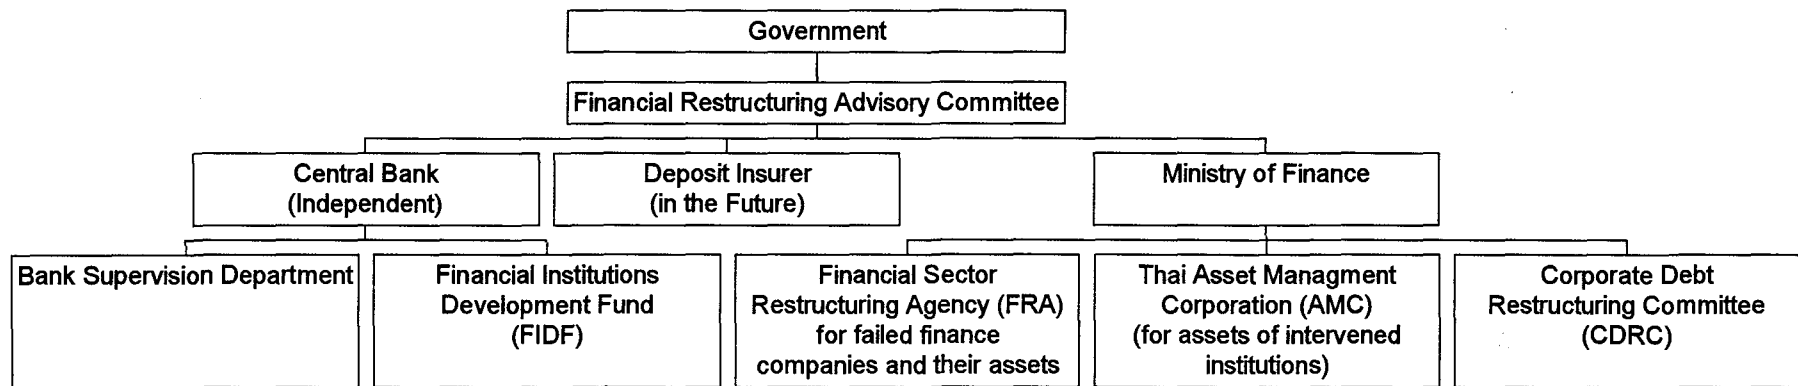 Government
Financial Restructuring Advisory Committee
Central Bank
(Independent)
Deposit Insurer
(in the Future)
Ministry of Finance
Bank Supervision Department
Financial Institutions
Development Fund
(FIDF)
Financial Sector
Restructuring Agency (FRA)
for failed finance
companies and their assets
Thai Asset Managment
Corporation (AMC)
(for assets of intervened
institutions)
Corporate Debt
Restructuring Committee
(CDRC)